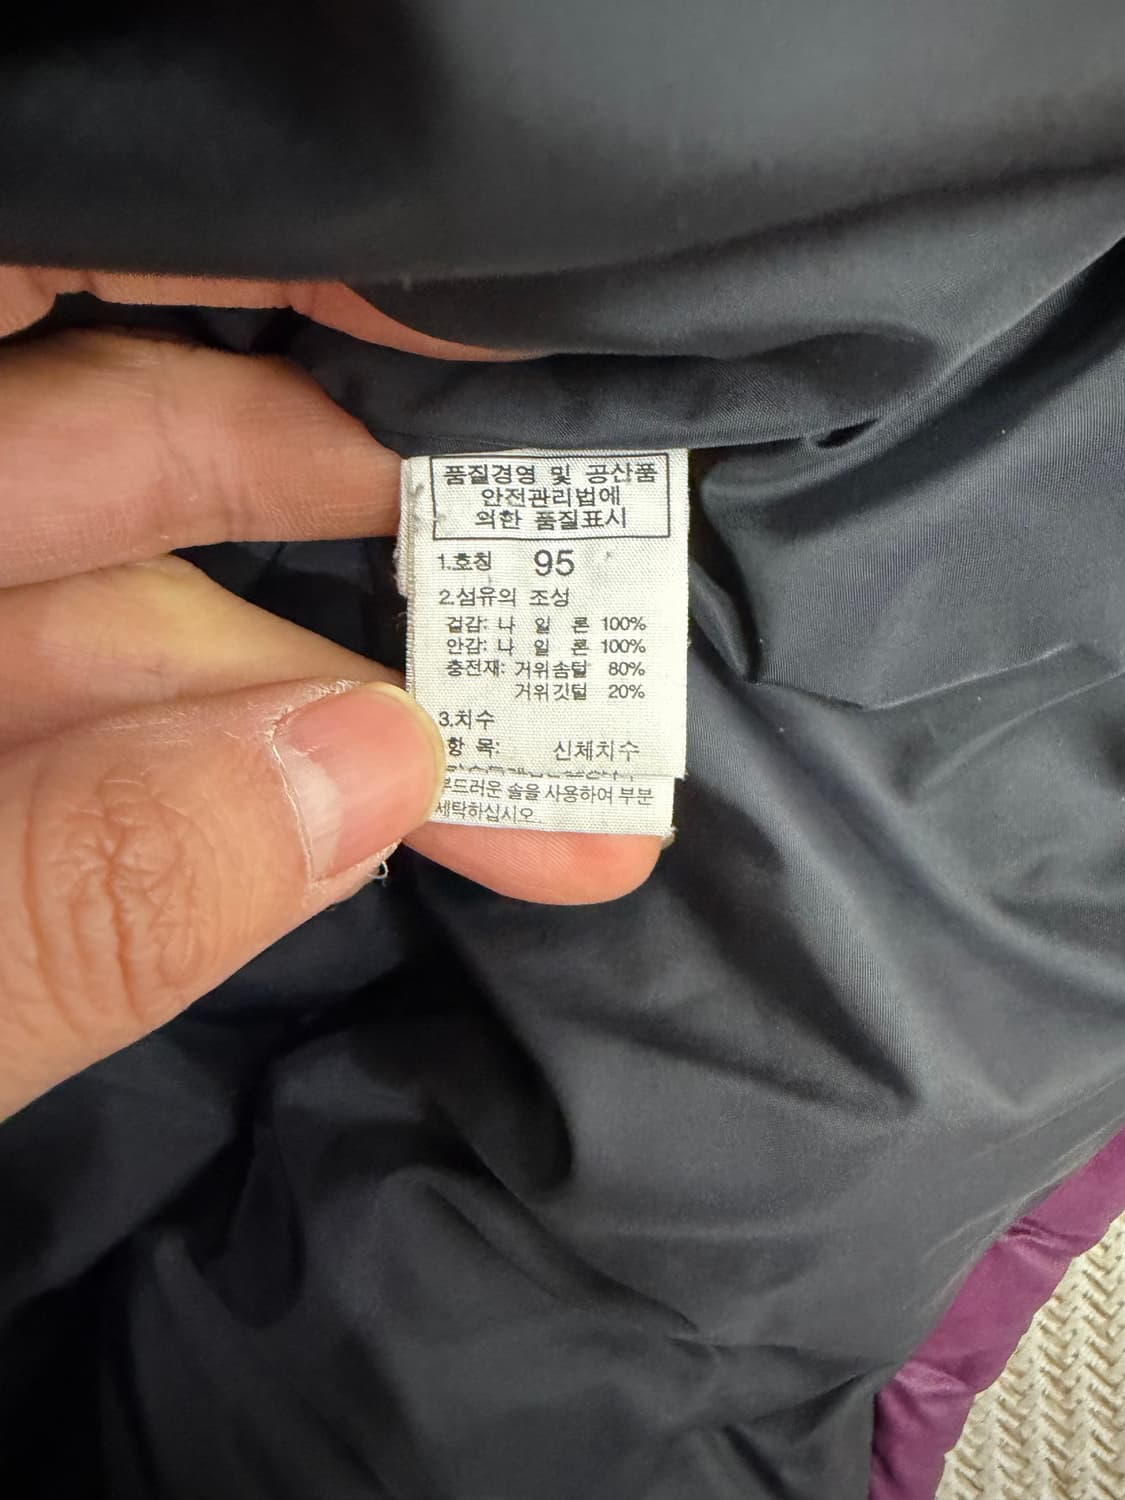 품질경영 및 공산품
안전관리법에
의한 품질표시
1.호칭 95
2.섬유의 조성
겉감: 나 일 론 100%
안감: 나 일 론 100%
충전재: 거위솜털 80%
거위깃털 20%
3.치수
항 목: 신체치수
부드러운 솔을 사용하여 부분
세탁하십시오.